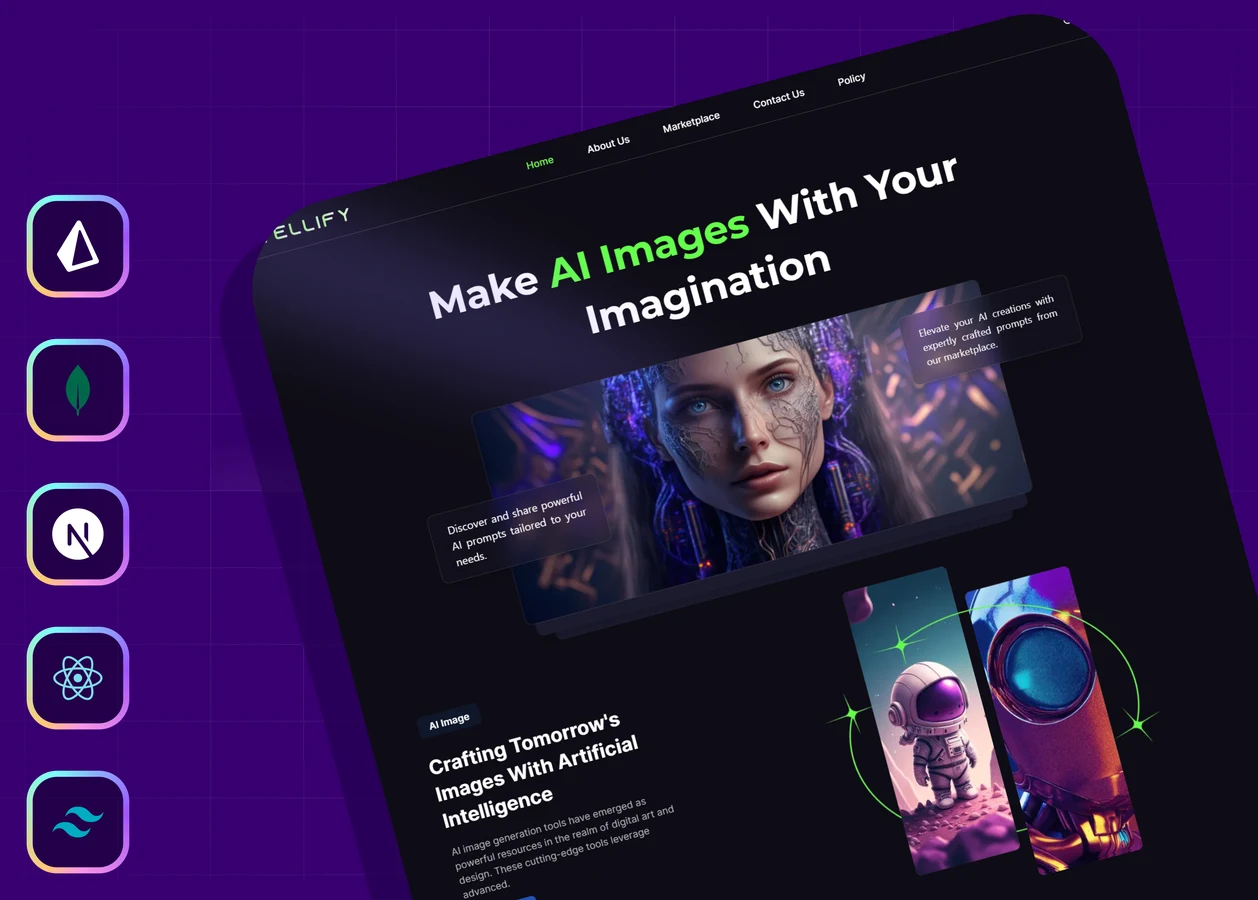 Home
About Us
Marketplace
Contact Us
Policy
ELLIFY
Make AI Images With Your
Imagination
Elevate your AI creations with
expertly crafted prompts from
our marketplace.
Discover and share powerful
AI prompts tailored to your
needs.
AI Image
Crafting Tomorrow's
Images With Artificial
Intelligence
AI image generation tools have emerged as
powerful resources in the realm of digital art and
design. These cutting-edge tools leverage
advanced.